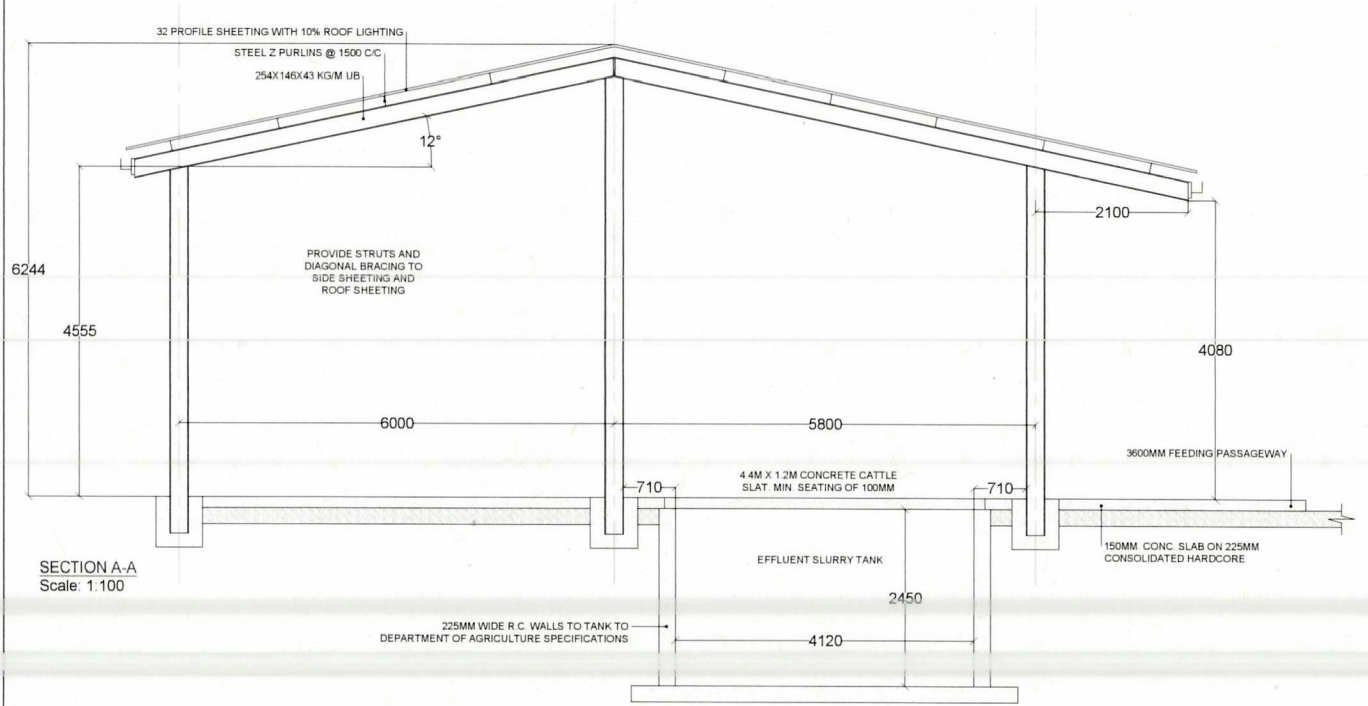 32 PROFILE SHEETING WITH 10% ROOF LIGHTING
STEEL Z PURLINS @ 1500 C/C
254X146X43 KG/M UB
12°
2100
PROVIDE STRUTS AND
DIAGONAL BRACING TO
SIDE SHEETING AND
ROOF SHEETING
6244
4555
4080
6000
5800
3600MM FEEDING PASSAGEWAY
4.4M X 1.2M CONCRETE CATTLE
SLAT. MIN. SEATING OF 100MM
710
710
150MM. CONC. SLAB ON 225MM
CONSOLIDATED HARDCORE
EFFLUENT SLURRY TANK
SECTION A-A
Scale: 1:100
2450
225MM WIDE R.C. WALLS TO TANK TO
DEPARTMENT OF AGRICULTURE SPECIFICATIONS
4120